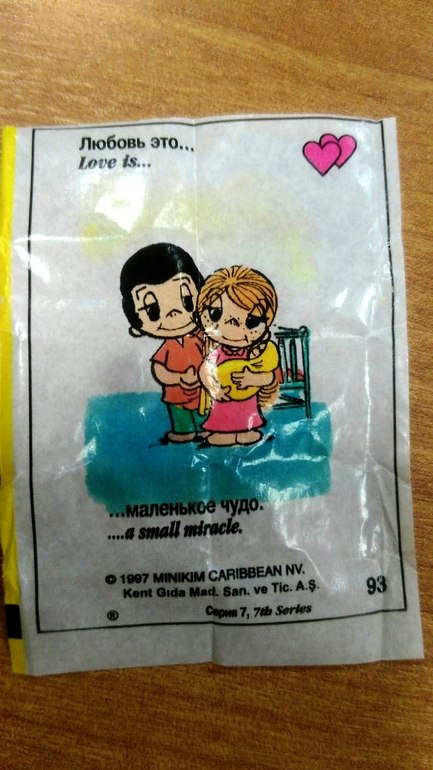 Любовь это...
Love is...
...маленькое чудо.
....a small miracle.
© 1997 MINIKIM CARIBBEAN NV.
Kent Gıda Mad. San. ve Tic. A.Ş.
93
® Серия 7, 7th Series